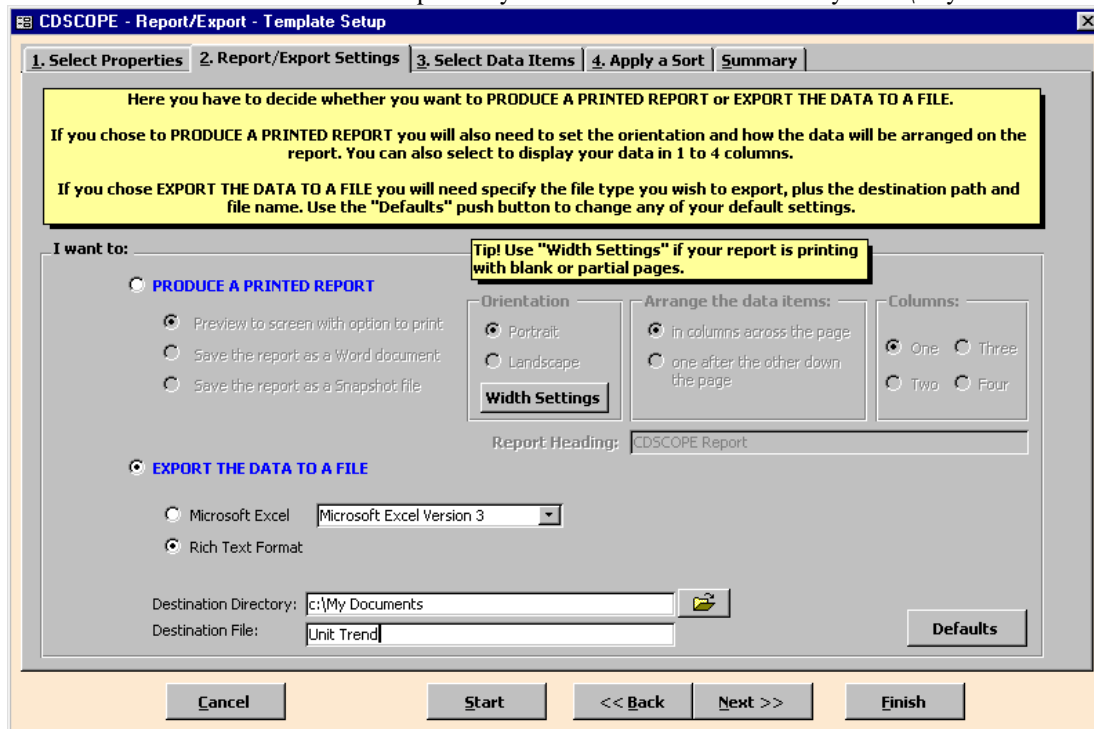 CDSCOPE - Report/Export - Template Setup
1. Select Properties 2. Report/Export Settings 3. Select Data Items 4. Apply a Sort Summary
Here you have to decide whether you want to PRODUCE A PRINTED REPORT or EXPORT THE DATA TO A FILE.
If you chose to PRODUCE A PRINTED REPORT you will also need to set the orientation and how the data will be arranged on the
report. You can also select to display your data in 1 to 4 columns.
If you chose EXPORT THE DATA TO A FILE you will need specify the file type you wish to export, plus the destination path and
file name. Use the "Defaults" push button to change any of your default settings.
I want to:
Tip! Use "Width Settings" if your report is printing
with blank or partial pages.
PRODUCE A PRINTED REPORT
Preview to screen with option to print
Save the report as a Word document
Save the report as a Snapshot file
Orientation
Portrait
Landscape
Width Settings
Arrange the data items:
in columns across the page
one after the other down
the page
Columns:
One Three
Two Four
Report Heading: CDSCOPE Report
EXPORT THE DATA TO A FILE
Microsoft Excel Microsoft Excel Version 3
Rich Text Format
Destination Directory: c:\My Documents
Destination File: Unit Trend
Defaults
Cancel Start << Back Next >> Finish